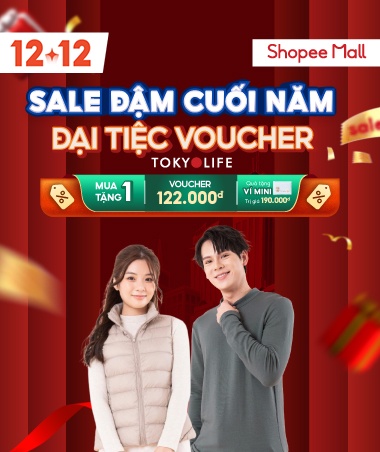 12 12
Shopee Mall
SALE ĐẬM CUỐI NĂM
ĐẠI TIỆC VOUCHER
TOKYOLIFE
MUA TẶNG 1
VOUCHER
122.000đ
Quà tặng
VÍ MINI
Trị giá 190.000đ
sale